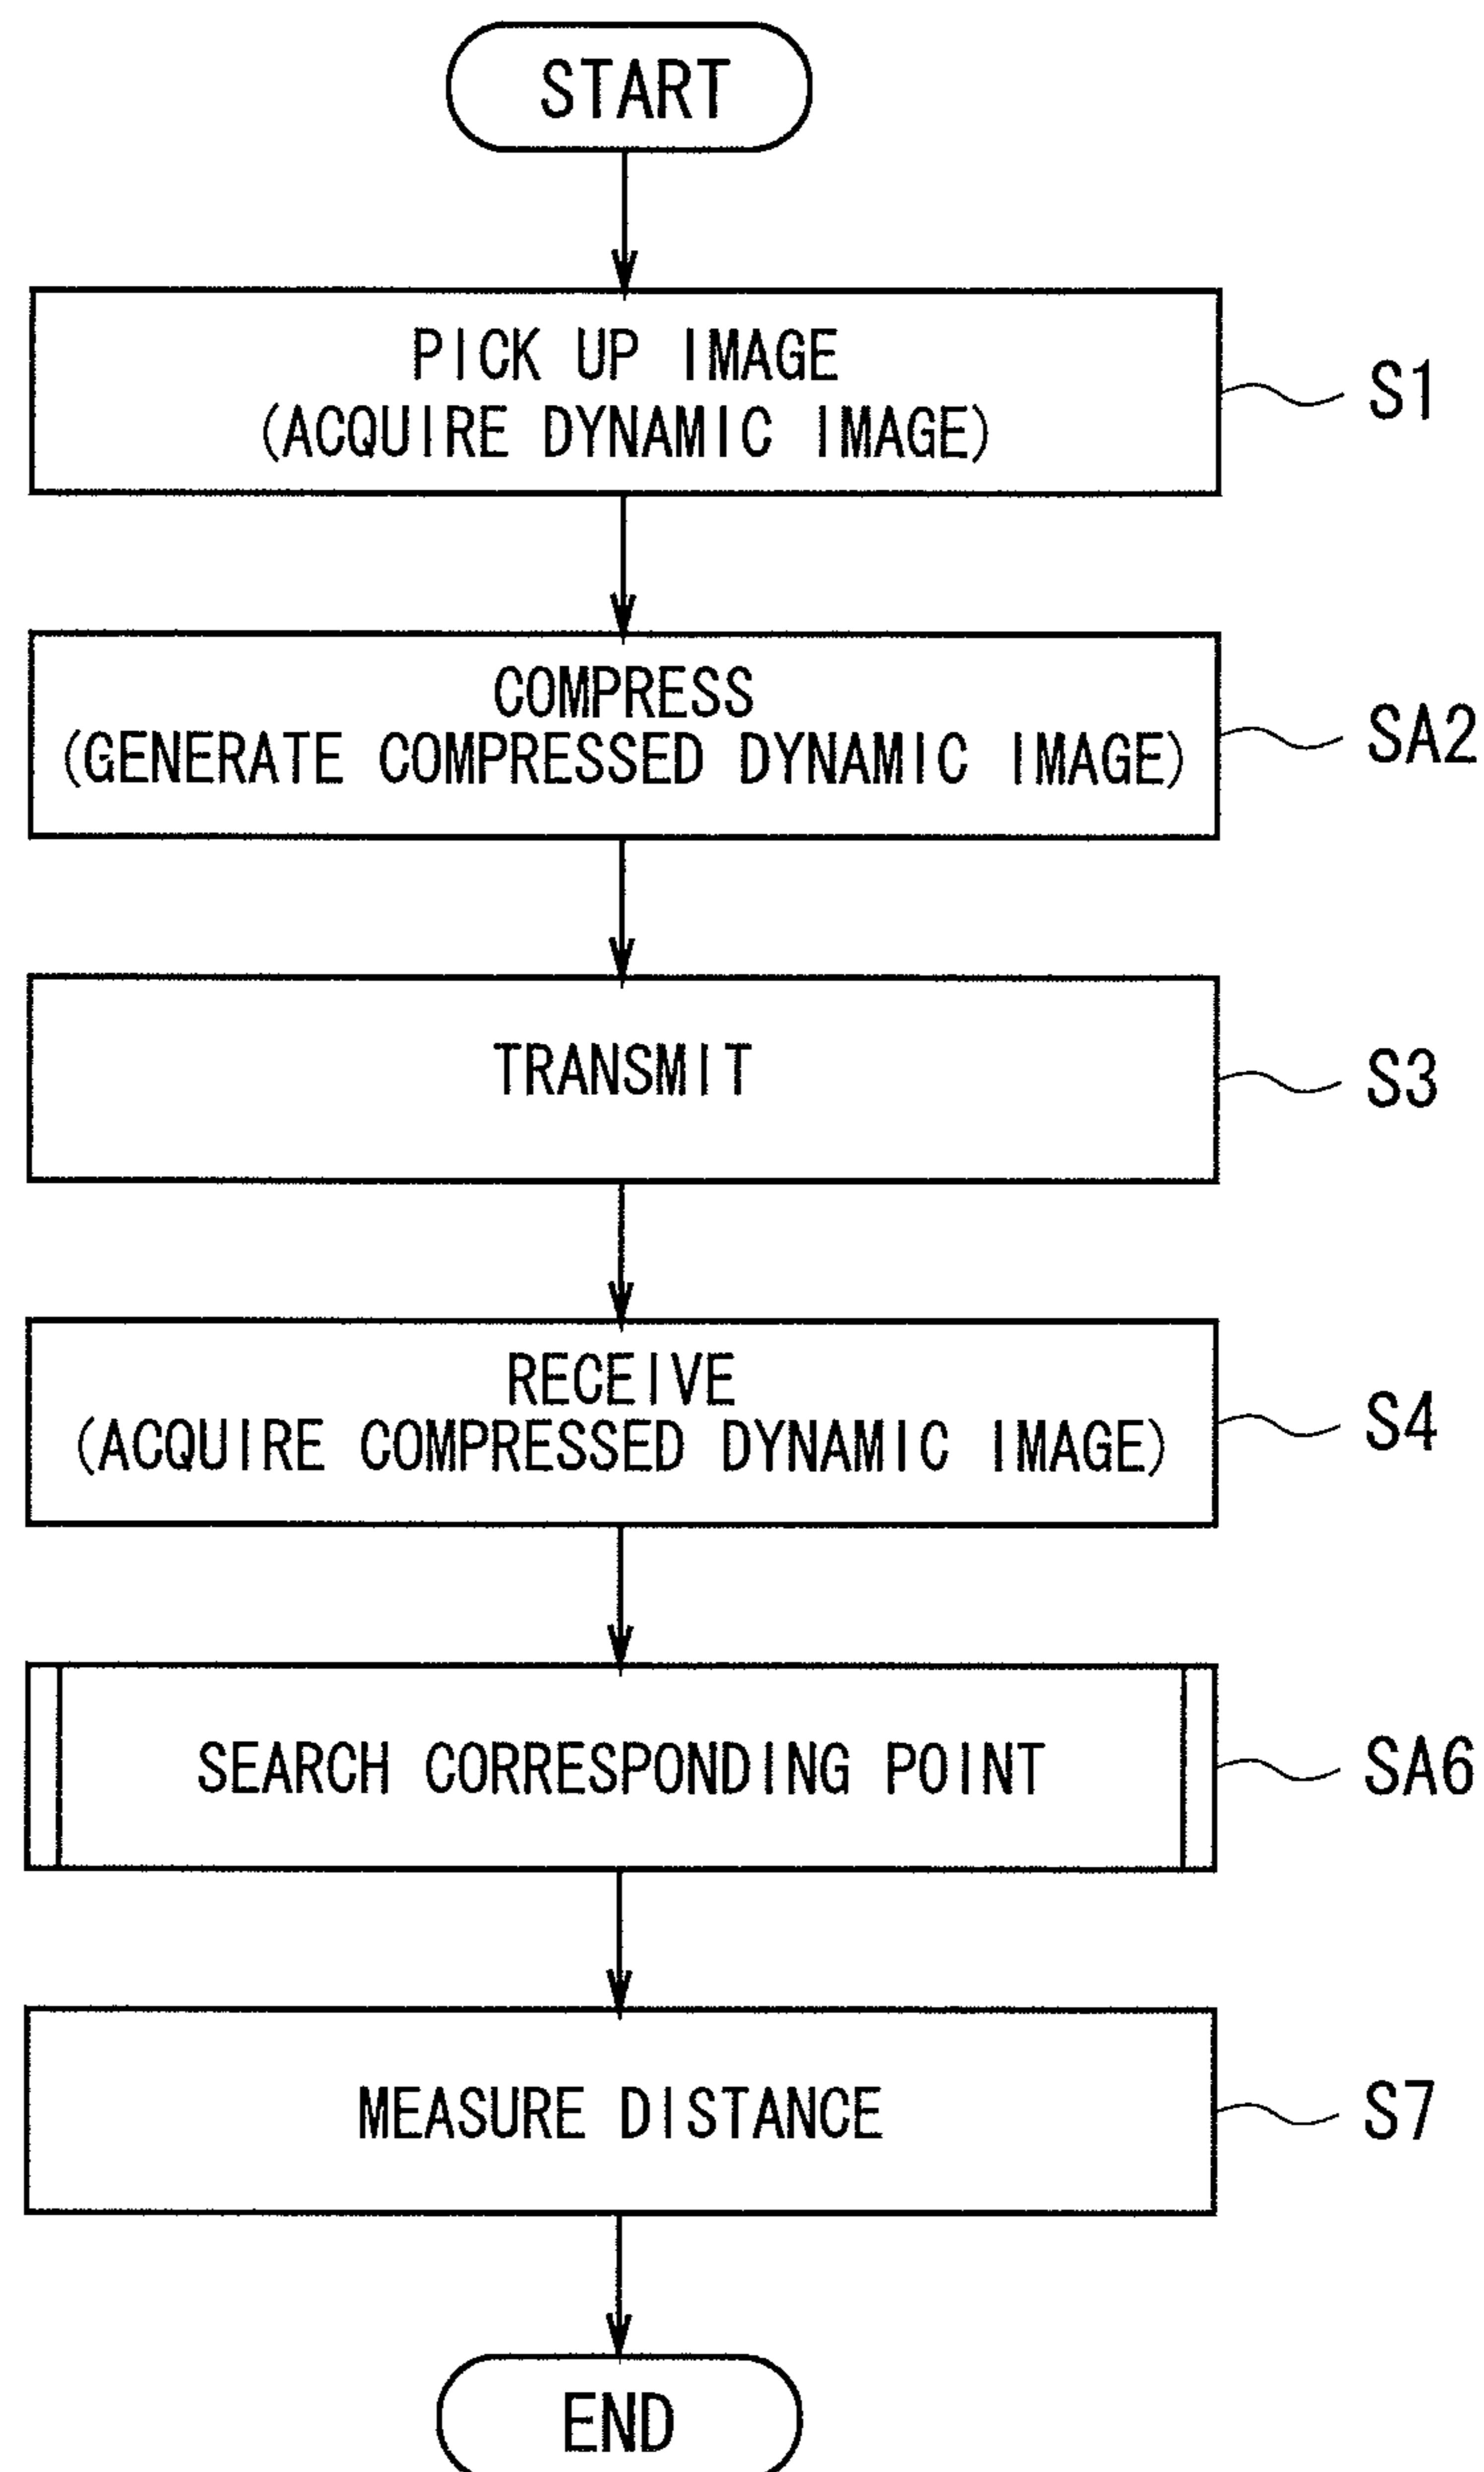 START
PICK UP IMAGE
(ACQUIRE DYNAMIC IMAGE)
S1
COMPRESS
(GENERATE COMPRESSED DYNAMIC IMAGE)
SA2
TRANSMIT
S3
RECEIVE
(ACQUIRE COMPRESSED DYNAMIC IMAGE)
S4
SEARCH CORRESPONDING POINT
SA6
MEASURE DISTANCE
S7
END